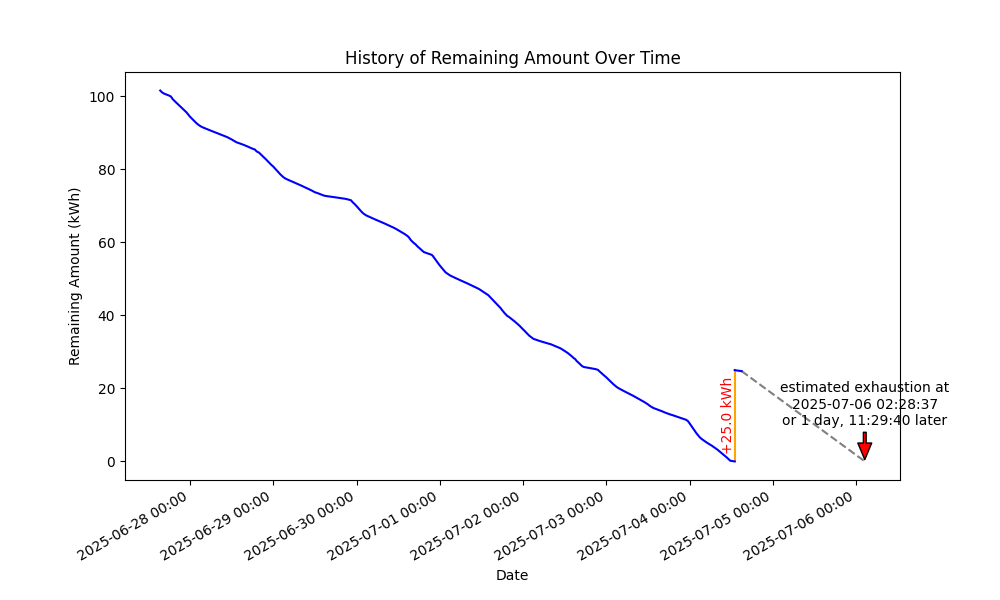 History of Remaining Amount Over Time
Remaining Amount (kWh)
100
80
60
40
20
0
+25.0 kWh
estimated exhaustion at
2025-07-06 02:28:37
or 1 day, 11:29:40 later
2025-06-28 00:00
2025-06-29 00:00
2025-06-30 00:00
2025-07-01 00:00
2025-07-02 00:00
2025-07-03 00:00
2025-07-04 00:00
2025-07-05 00:00
2025-07-06 00:00
Date